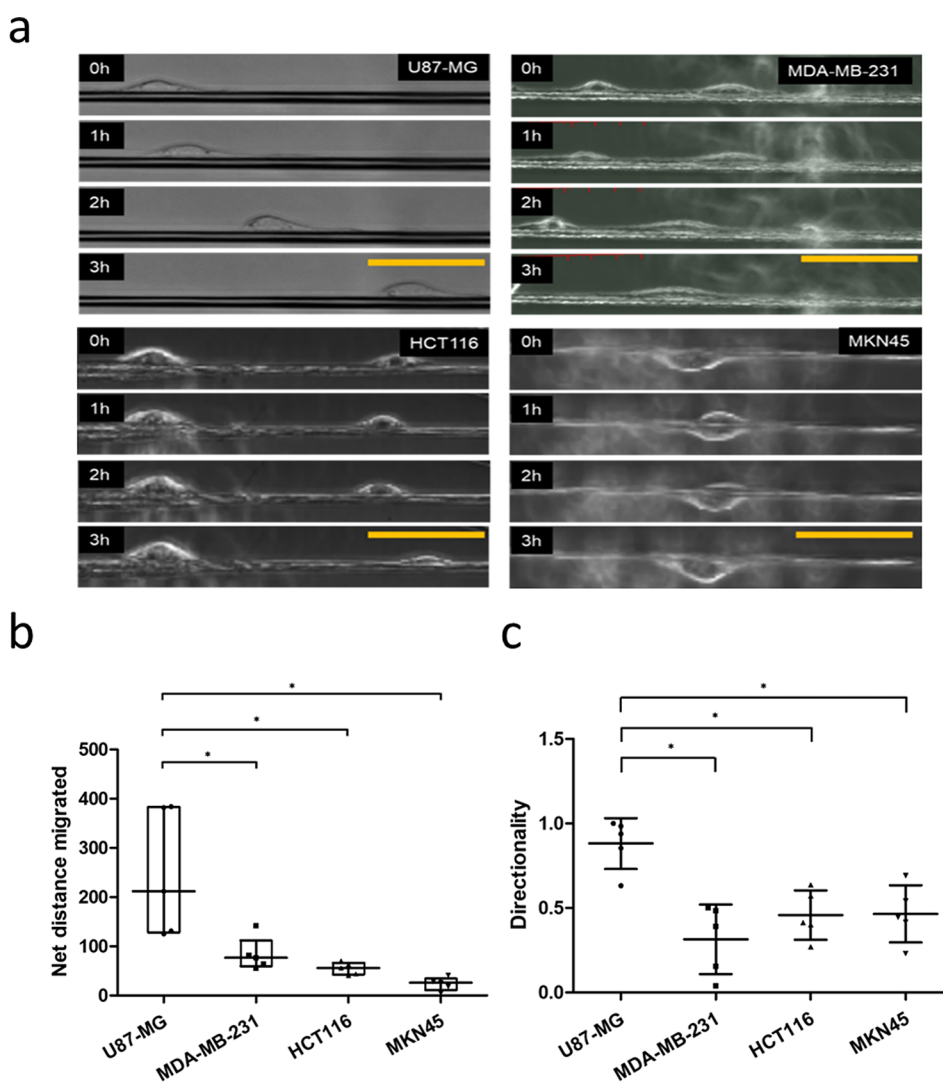 a
0h
U87-MG
1h
2h
3h
0h
MDA-MB-231
1h
2h
3h
0h
HCT116
1h
2h
3h
0h
MKN45
1h
2h
3h
b
*
*
*
Net distance migrated
500
400
300
200
100
0
U87-MG
MDA-MB-231
HCT116
MKN45
c
*
*
*
Directionality
1.5
1.0
0.5
0.0
U87-MG
MDA-MB-231
HCT116
MKN45